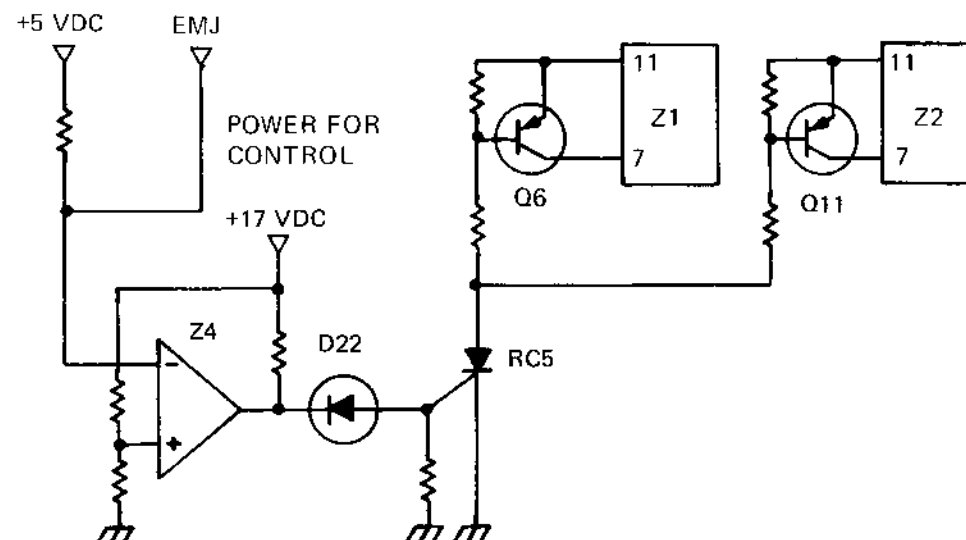 +5 VDC
EMJ
POWER FOR
CONTROL
+17 VDC
Z4
D22
RC5
11
Z1
7
Q6
11
Z2
7
Q11
-
+